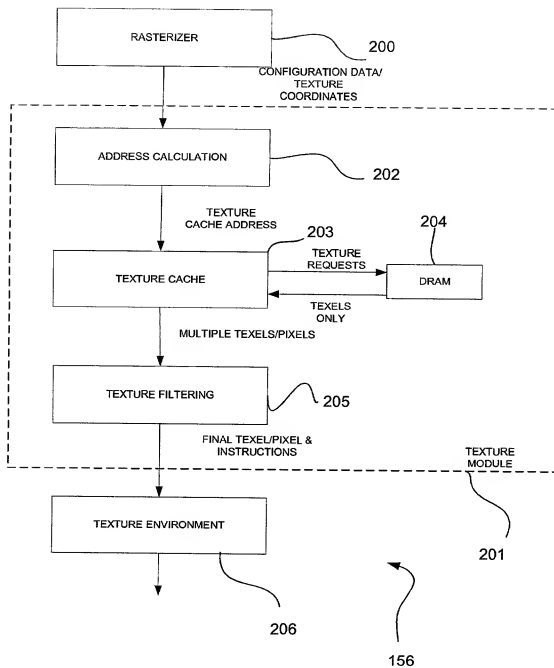 RASTERIZER
200
CONFIGURATION DATA/
TEXTURE
COORDINATES
ADDRESS CALCULATION
202
TEXTURE
CACHE ADDRESS
203
204
TEXTURE CACHE
TEXTURE
REQUESTS
DRAM
TEXELS
ONLY
MULTIPLE TEXELS/PIXELS
TEXTURE FILTERING
205
FINAL TEXEL/PIXEL &
INSTRUCTIONS
TEXTURE
MODULE
201
TEXTURE ENVIRONMENT
206
156